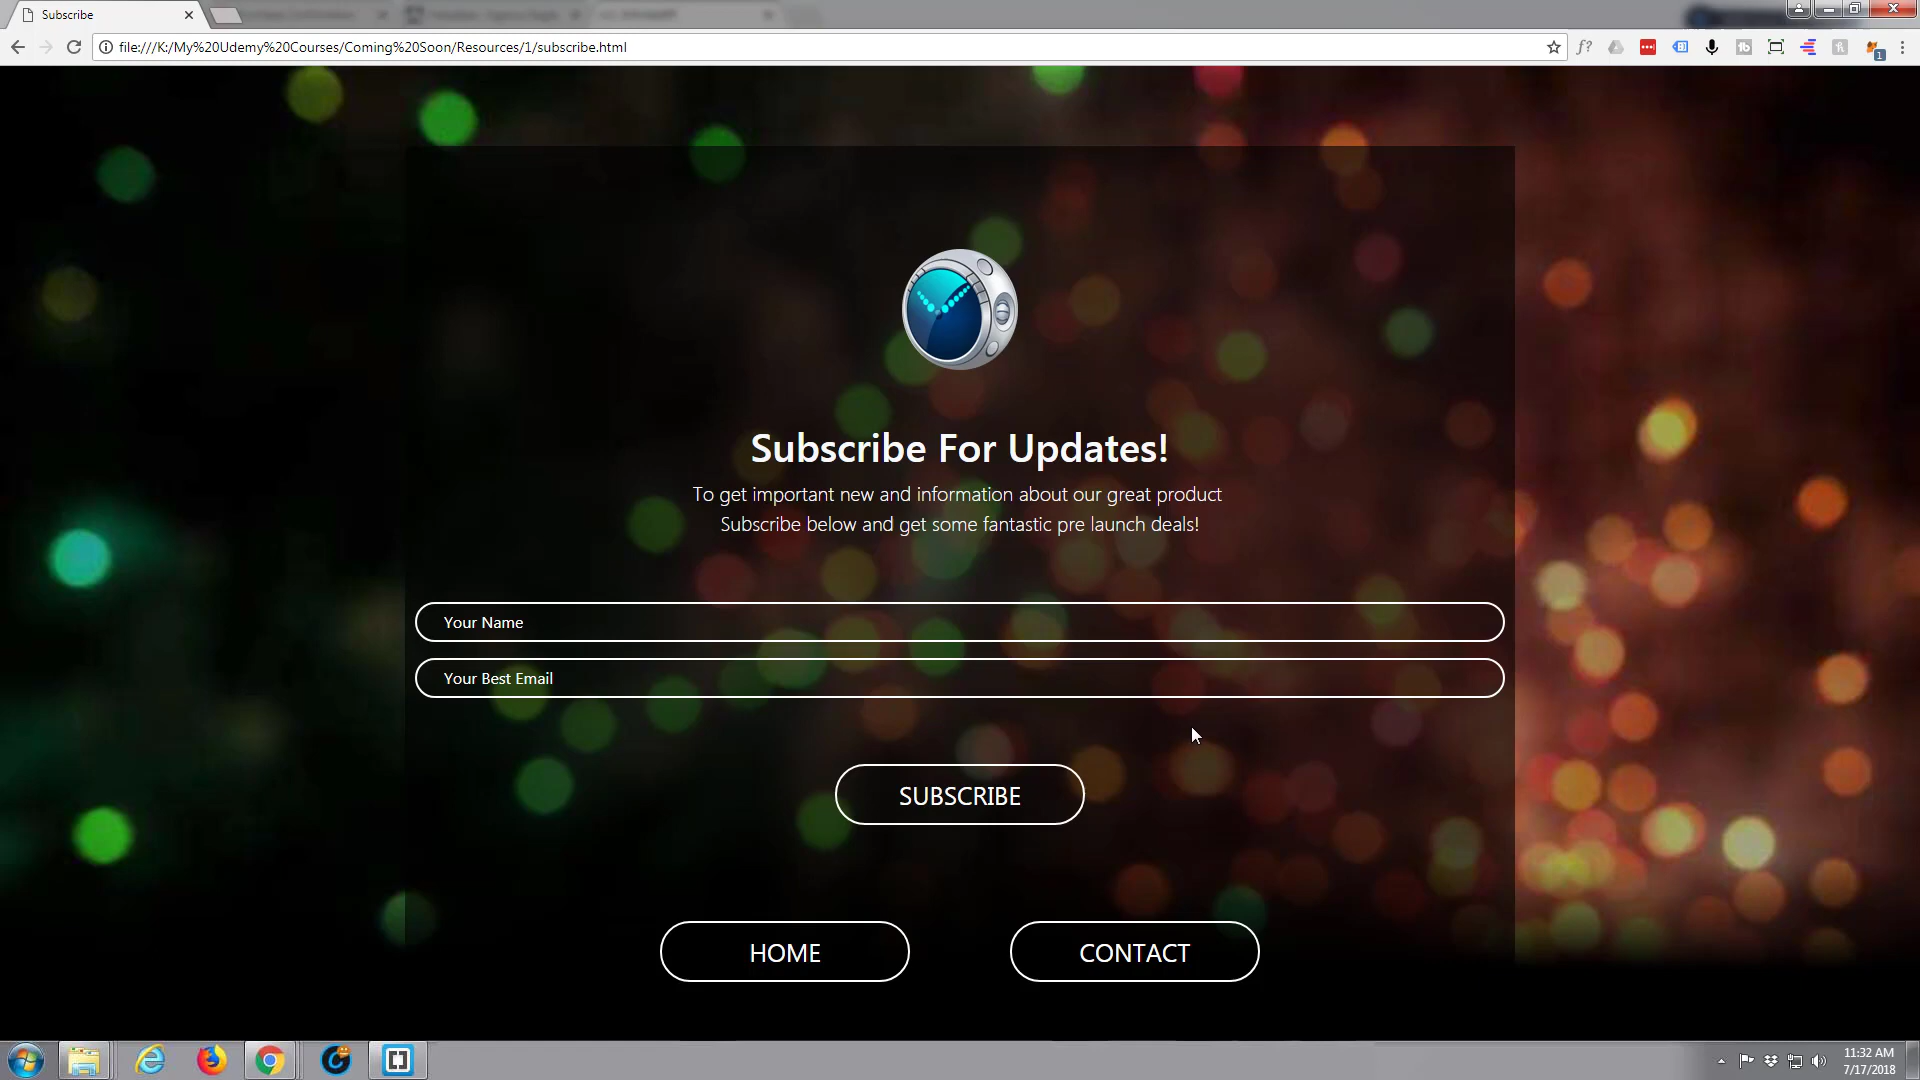 Subscribe
file:///K:/My%20Udemy%20Courses/Coming%20Soon/Resources/1/subscribe.html
f?
1
Subscribe For Updates!
To get important new and information about our great product
Subscribe below and get some fantastic pre launch deals!
Your Name
Your Best Email
SUBSCRIBE
HOME
CONTACT
11:32 AM
7/17/2018